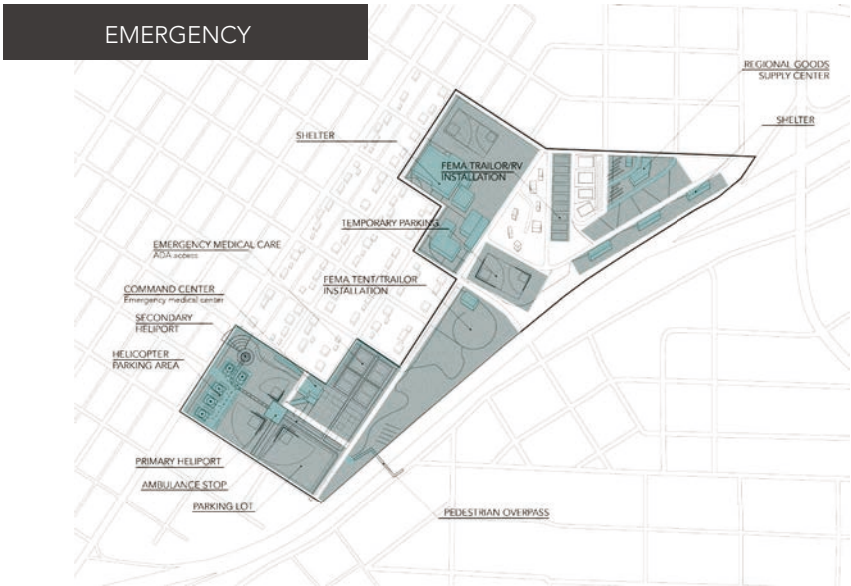 EMERGENCY
REGIONAL GOODS
SUPPLY CENTER
SHELTER
SHELTER
FEMA TRAILOR/RV
INSTALLATION
TEMPORARY PARKING
EMERGENCY MEDICAL CARE
ADA access
FEMA TENT/TRAILOR
INSTALLATION
COMMAND CENTER
Emergency medical center
SECONDARY
HELIPORT
HELICOPTER
PARKING AREA
PRIMARY HELIPORT
AMBULANCE STOP
PARKING LOT
PEDESTRIAN OVERPASS